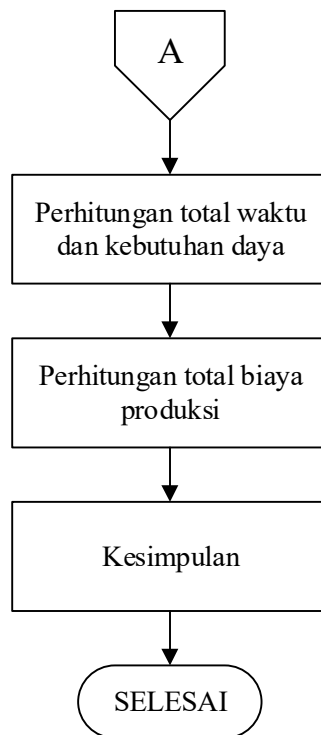 A
Perhitungan total waktu
dan kebutuhan daya
Perhitungan total biaya
produksi
Kesimpulan
SELESAI